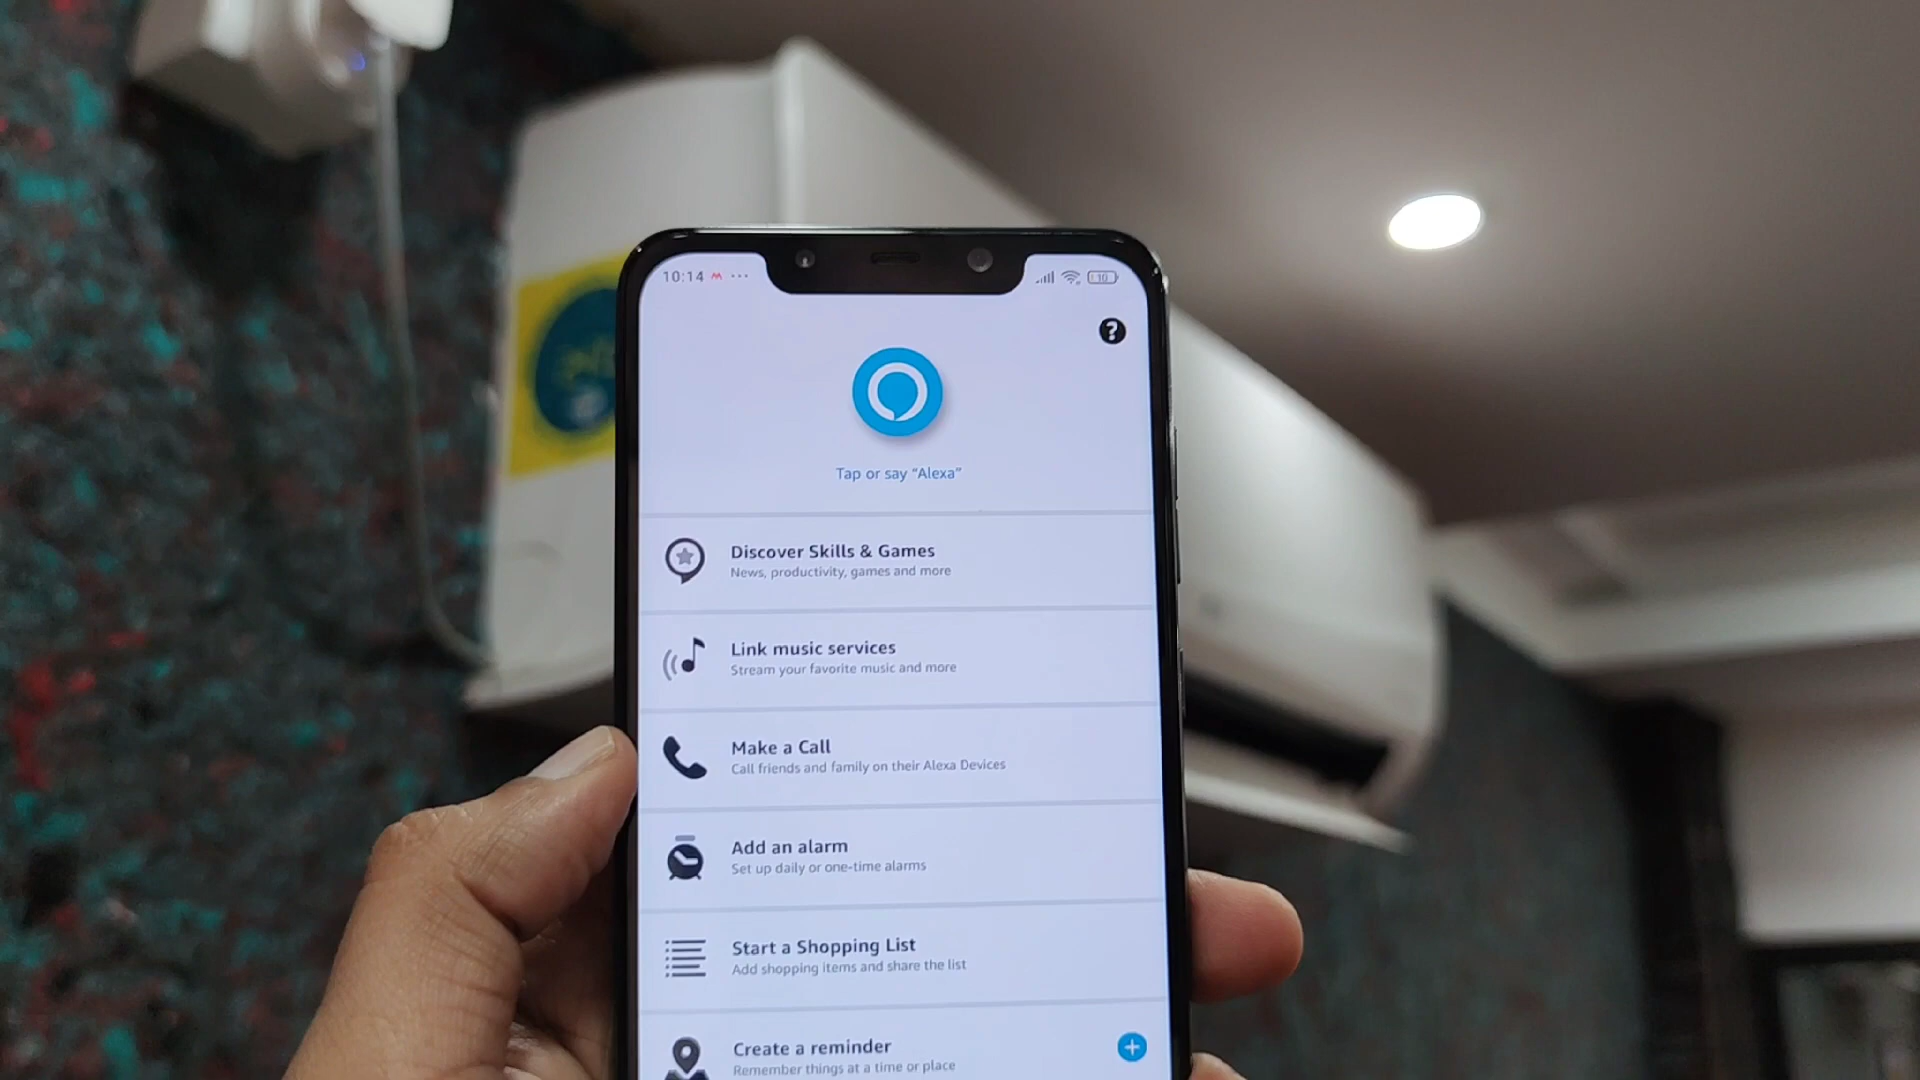 10:14 ...
10
?
Tap or say “Alexa”
Discover Skills & Games
News, productivity, games and more
Link music services
Stream your favorite music and more
Make a Call
Call friends and family on their Alexa Devices
Add an alarm
Set up daily or one-time alarms
Start a Shopping List
Add shopping items and share the list
Create a reminder
Remember things at a time or place